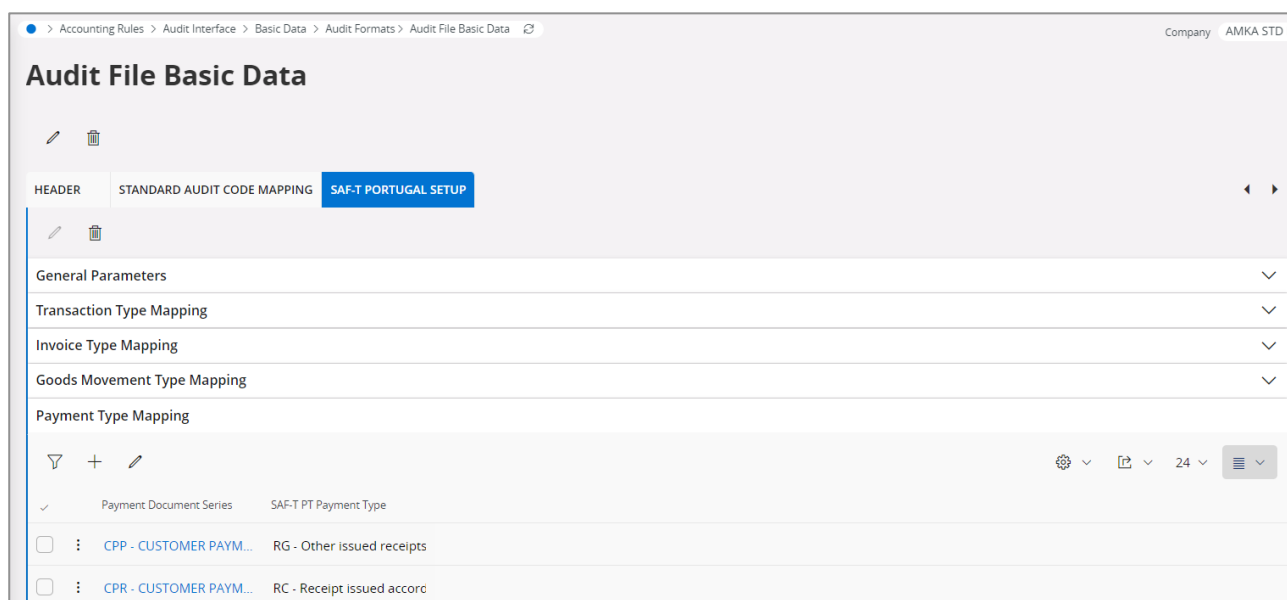 > Accounting Rules > Audit Interface > Basic Data > Audit Formats > Audit File Basic Data
Company AMKA STD
Audit File Basic Data
HEADER STANDARD AUDIT CODE MAPPING SAF-T PORTUGAL SETUP
General Parameters
Transaction Type Mapping
Invoice Type Mapping
Goods Movement Type Mapping
Payment Type Mapping
24
Payment Document Series SAF-T PT Payment Type
CPP - CUSTOMER PAYM... RG - Other issued receipts
CPR - CUSTOMER PAYM... RC - Receipt issued accord